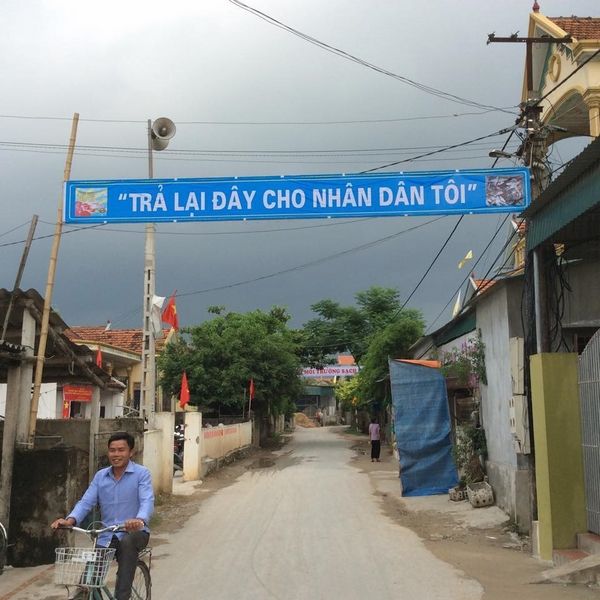 “TRẢ LẠI ĐÂY CHO NHÂN DÂN TÔI”
MÔI TRƯỜNG SẠCH